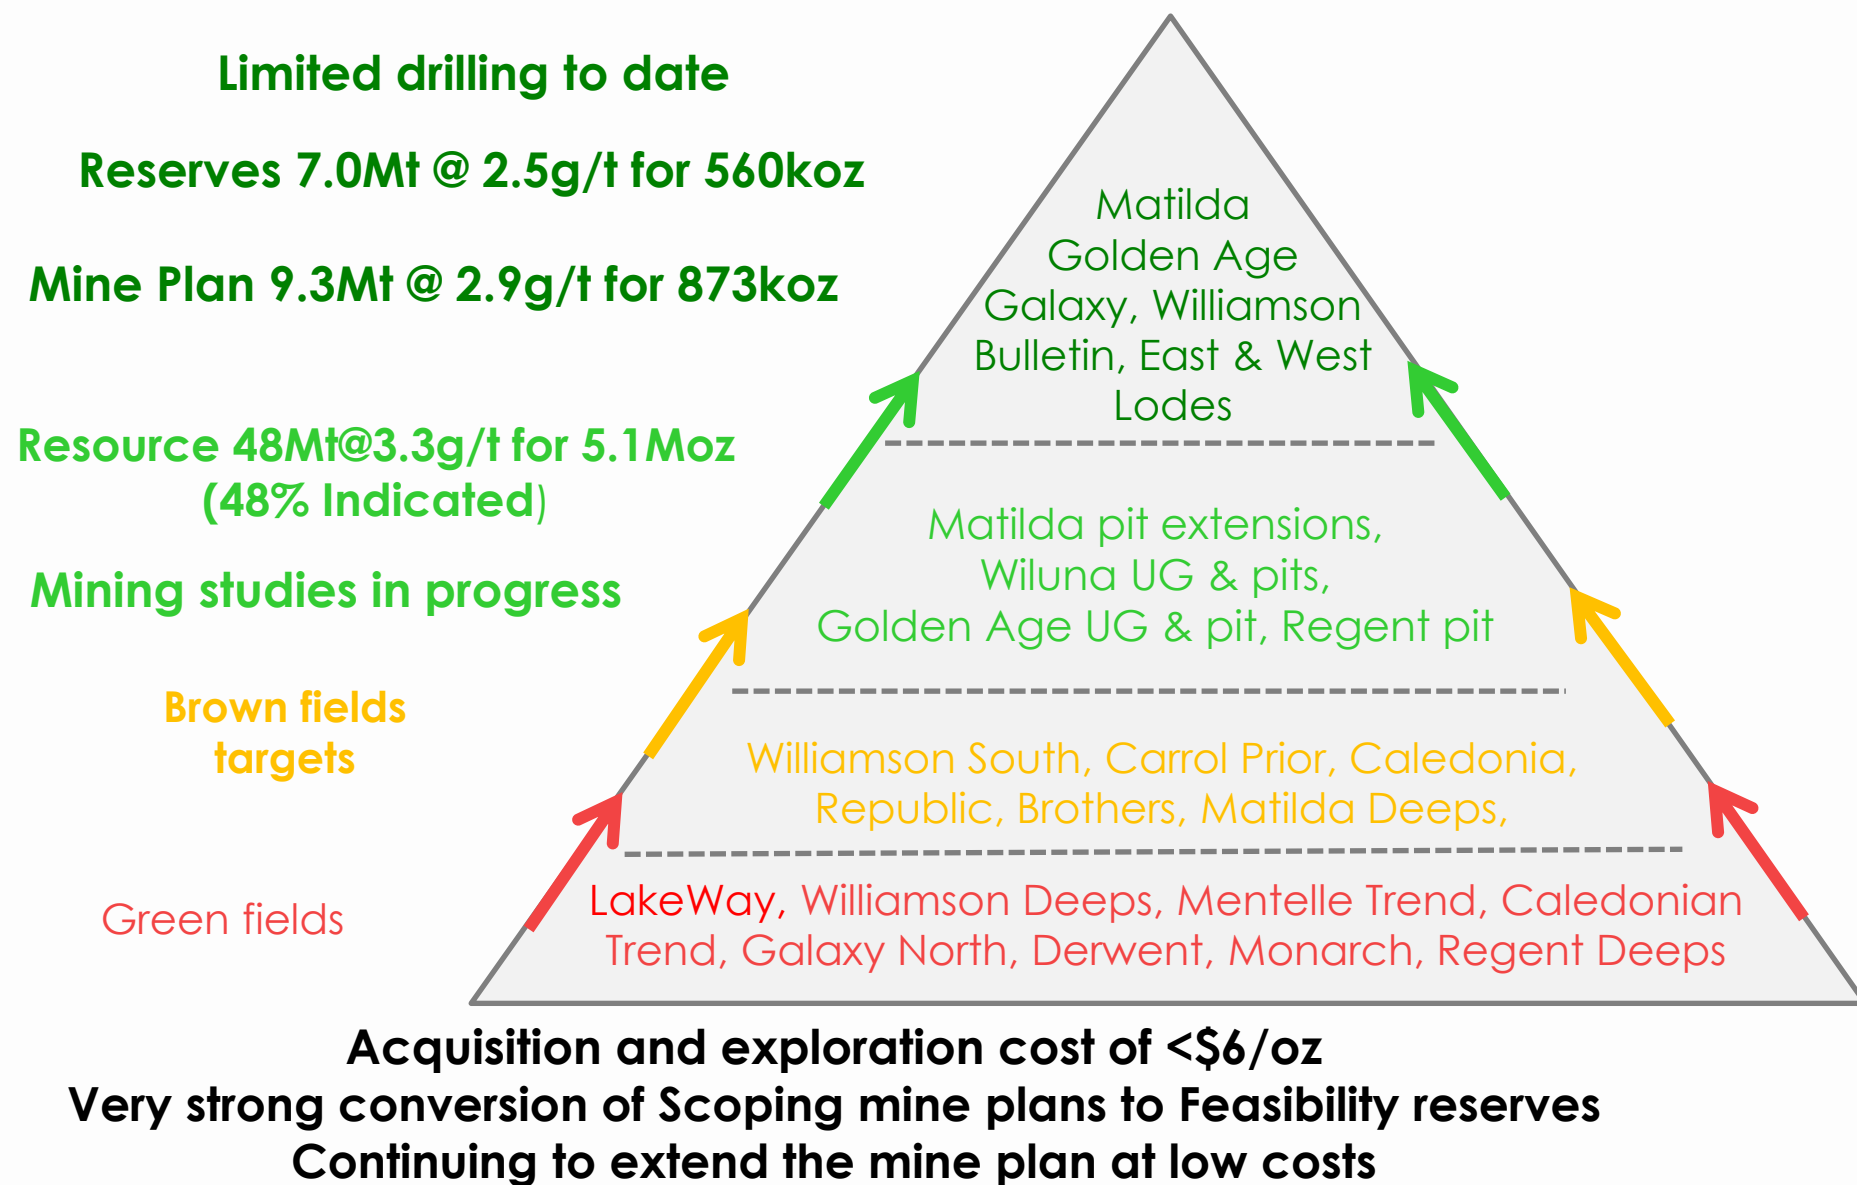 Limited drilling to date
Reserves 7.0Mt @ 2.5g/t for 560koz
Mine Plan 9.3Mt @ 2.9g/t for 873koz
Matilda
Golden Age
Galaxy, Williamson
Bulletin, East & West
Lodes
Resource 48Mt@3.3g/t for 5.1Moz
(48% Indicated)
Mining studies in progress
Matilda pit extensions,
Wiluna UG & pits,
Golden Age UG & pit, Regent pit
Brown fields
targets
Williamson South, Carrol Prior, Caledonia,
Republic, Brothers, Matilda Deeps,
Green fields
LakeWay, Williamson Deeps, Mentelle Trend, Caledonian
Trend, Galaxy North, Derwent, Monarch, Regent Deeps
Acquisition and exploration cost of <$6/oz
Very strong conversion of Scoping mine plans to Feasibility reserves
Continuing to extend the mine plan at low costs